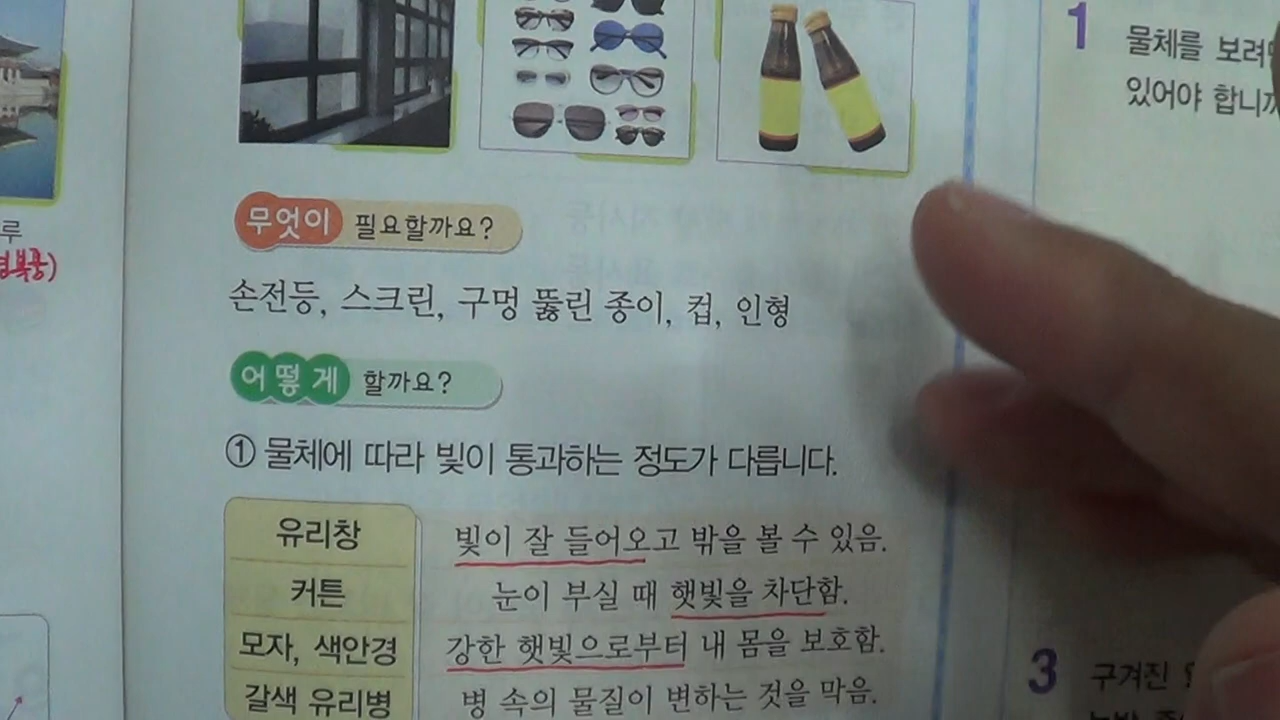 루
무엇이 필요할까요?
손전등, 스크린, 구멍 뚫린 종이, 컵, 인형
어떻게 할까요?
① 물체에 따라 빛이 통과하는 정도가 다릅니다.
유리창 빛이 잘 들어오고 밖을 볼 수 있음.
커튼 눈이 부실 때 햇빛을 차단함.
모자, 색안경 강한 햇빛으로부터 내 몸을 보호함.
갈색 유리병 병 속의 물질이 변하는 것을 막음.
1 물체를
있어야
3 구겨진